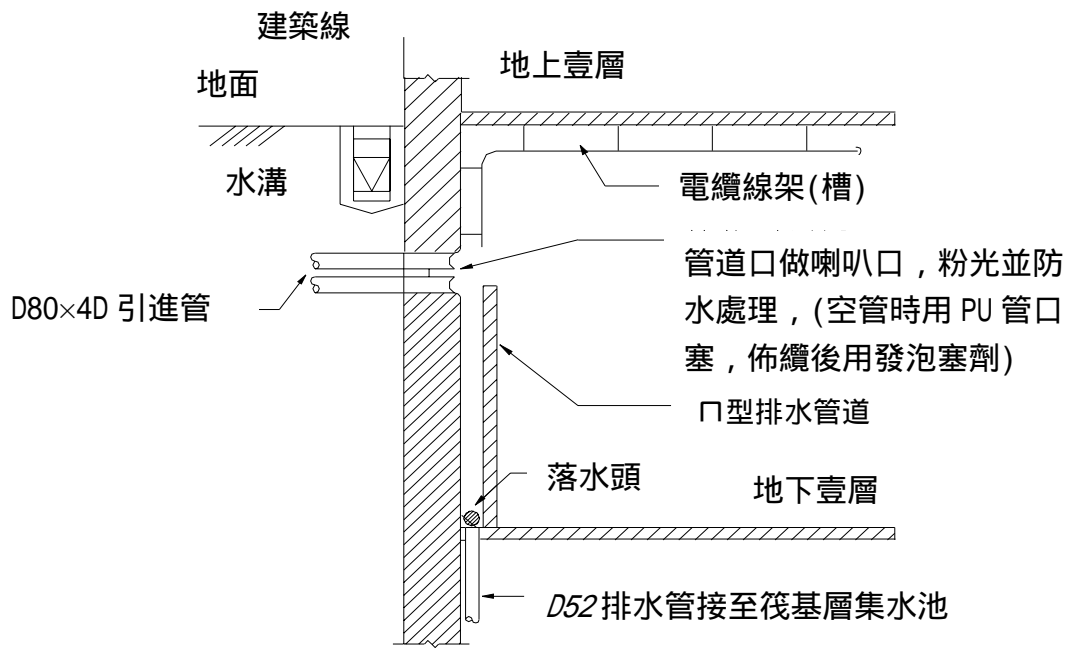 建築線
地上壹層
地面
水溝
電纜線架(槽)
管道口做喇叭口，粉光並防
水處理，(空管時用 PU 管口
塞，佈纜後用發泡塞劑)
D80×4D 引進管
ㄇ型排水管道
落水頭
地下壹層
D52 排水管接至筏基層集水池